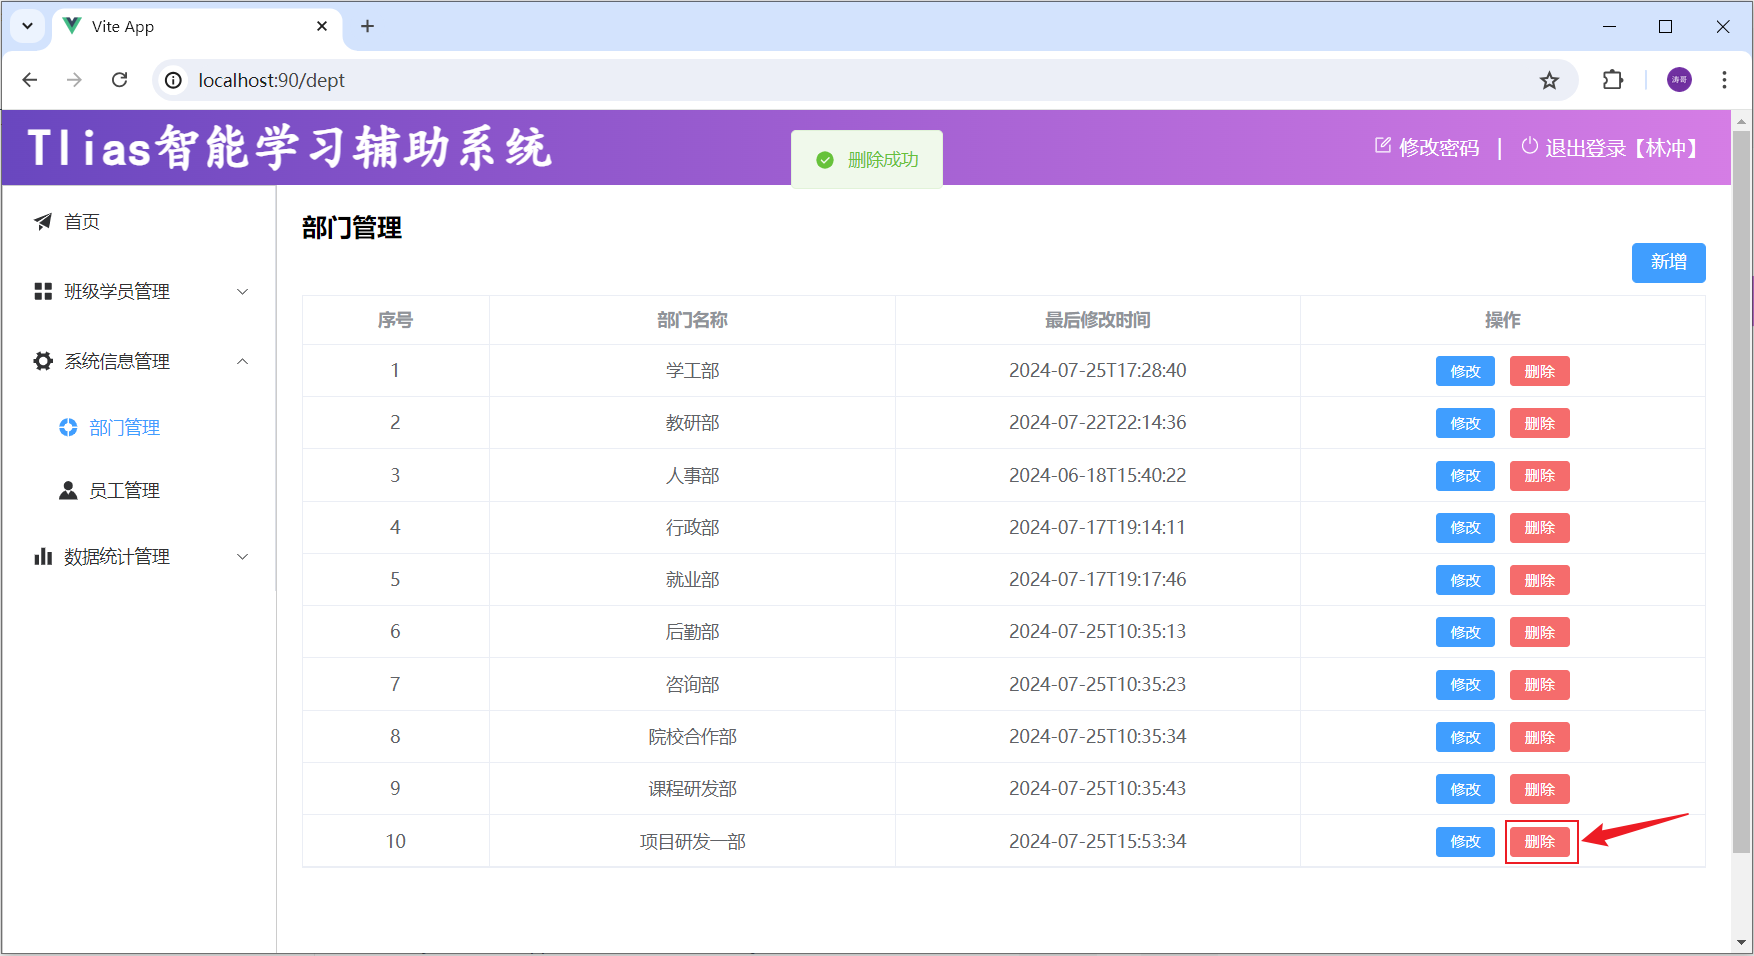 Vite App
localhost:90/dept
涛哥
Tlias智能学习辅助系统
删除成功
修改密码 | 退出登录【林冲】
首页
班级学员管理
系统信息管理
部门管理
员工管理
数据统计管理
部门管理
新增
序号 部门名称 最后修改时间 操作
1 学工部 2024-07-25T17:28:40 修改 删除
2 教研部 2024-07-22T22:14:36 修改 删除
3 人事部 2024-06-18T15:40:22 修改 删除
4 行政部 2024-07-17T19:14:11 修改 删除
5 就业部 2024-07-17T19:17:46 修改 删除
6 后勤部 2024-07-25T10:35:13 修改 删除
7 咨询部 2024-07-25T10:35:23 修改 删除
8 院校合作部 2024-07-25T10:35:34 修改 删除
9 课程研发部 2024-07-25T10:35:43 修改 删除
10 项目研发一部 2024-07-25T15:53:34 修改 删除